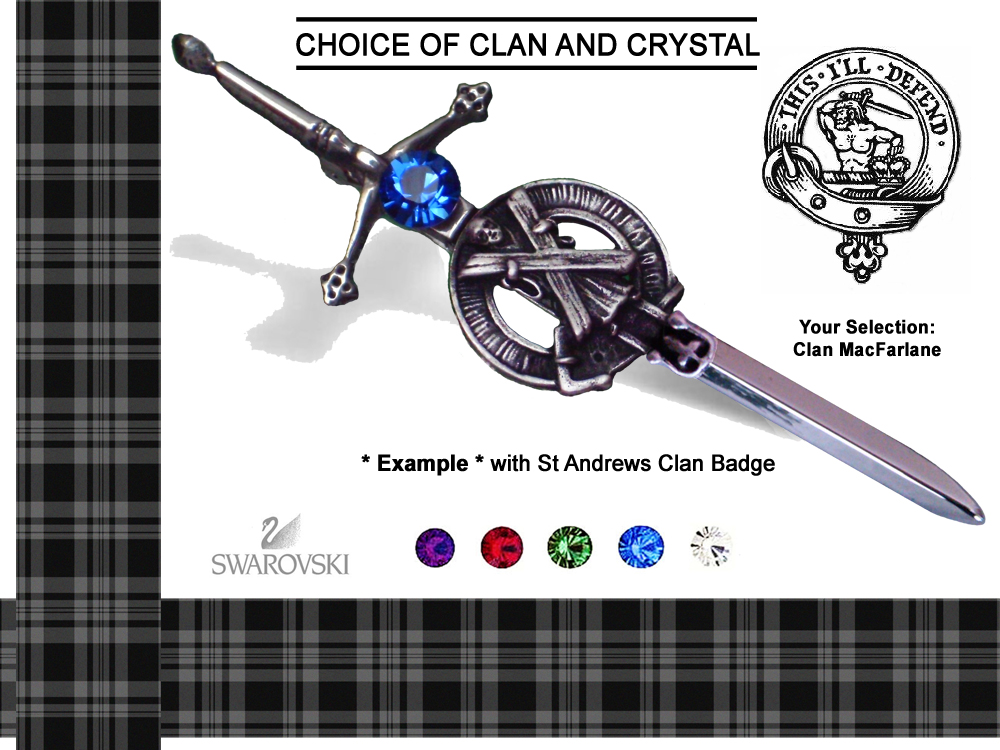 CHOICE OF CLAN AND CRYSTAL
THIS · I'LL · DEFEND ·
Your Selection:
Clan MacFarlane
* Example * with St Andrews Clan Badge
SWAROVSKI